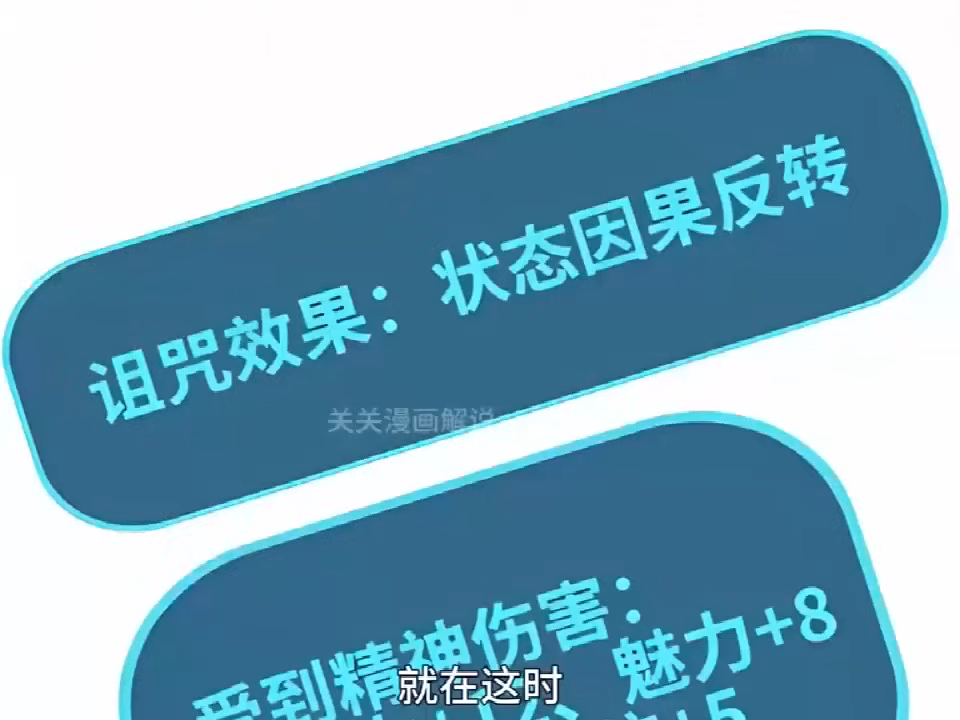 诅咒效果：状态因果反转
关关漫画解说
受到精神伤害：
魅力+8
就在这时